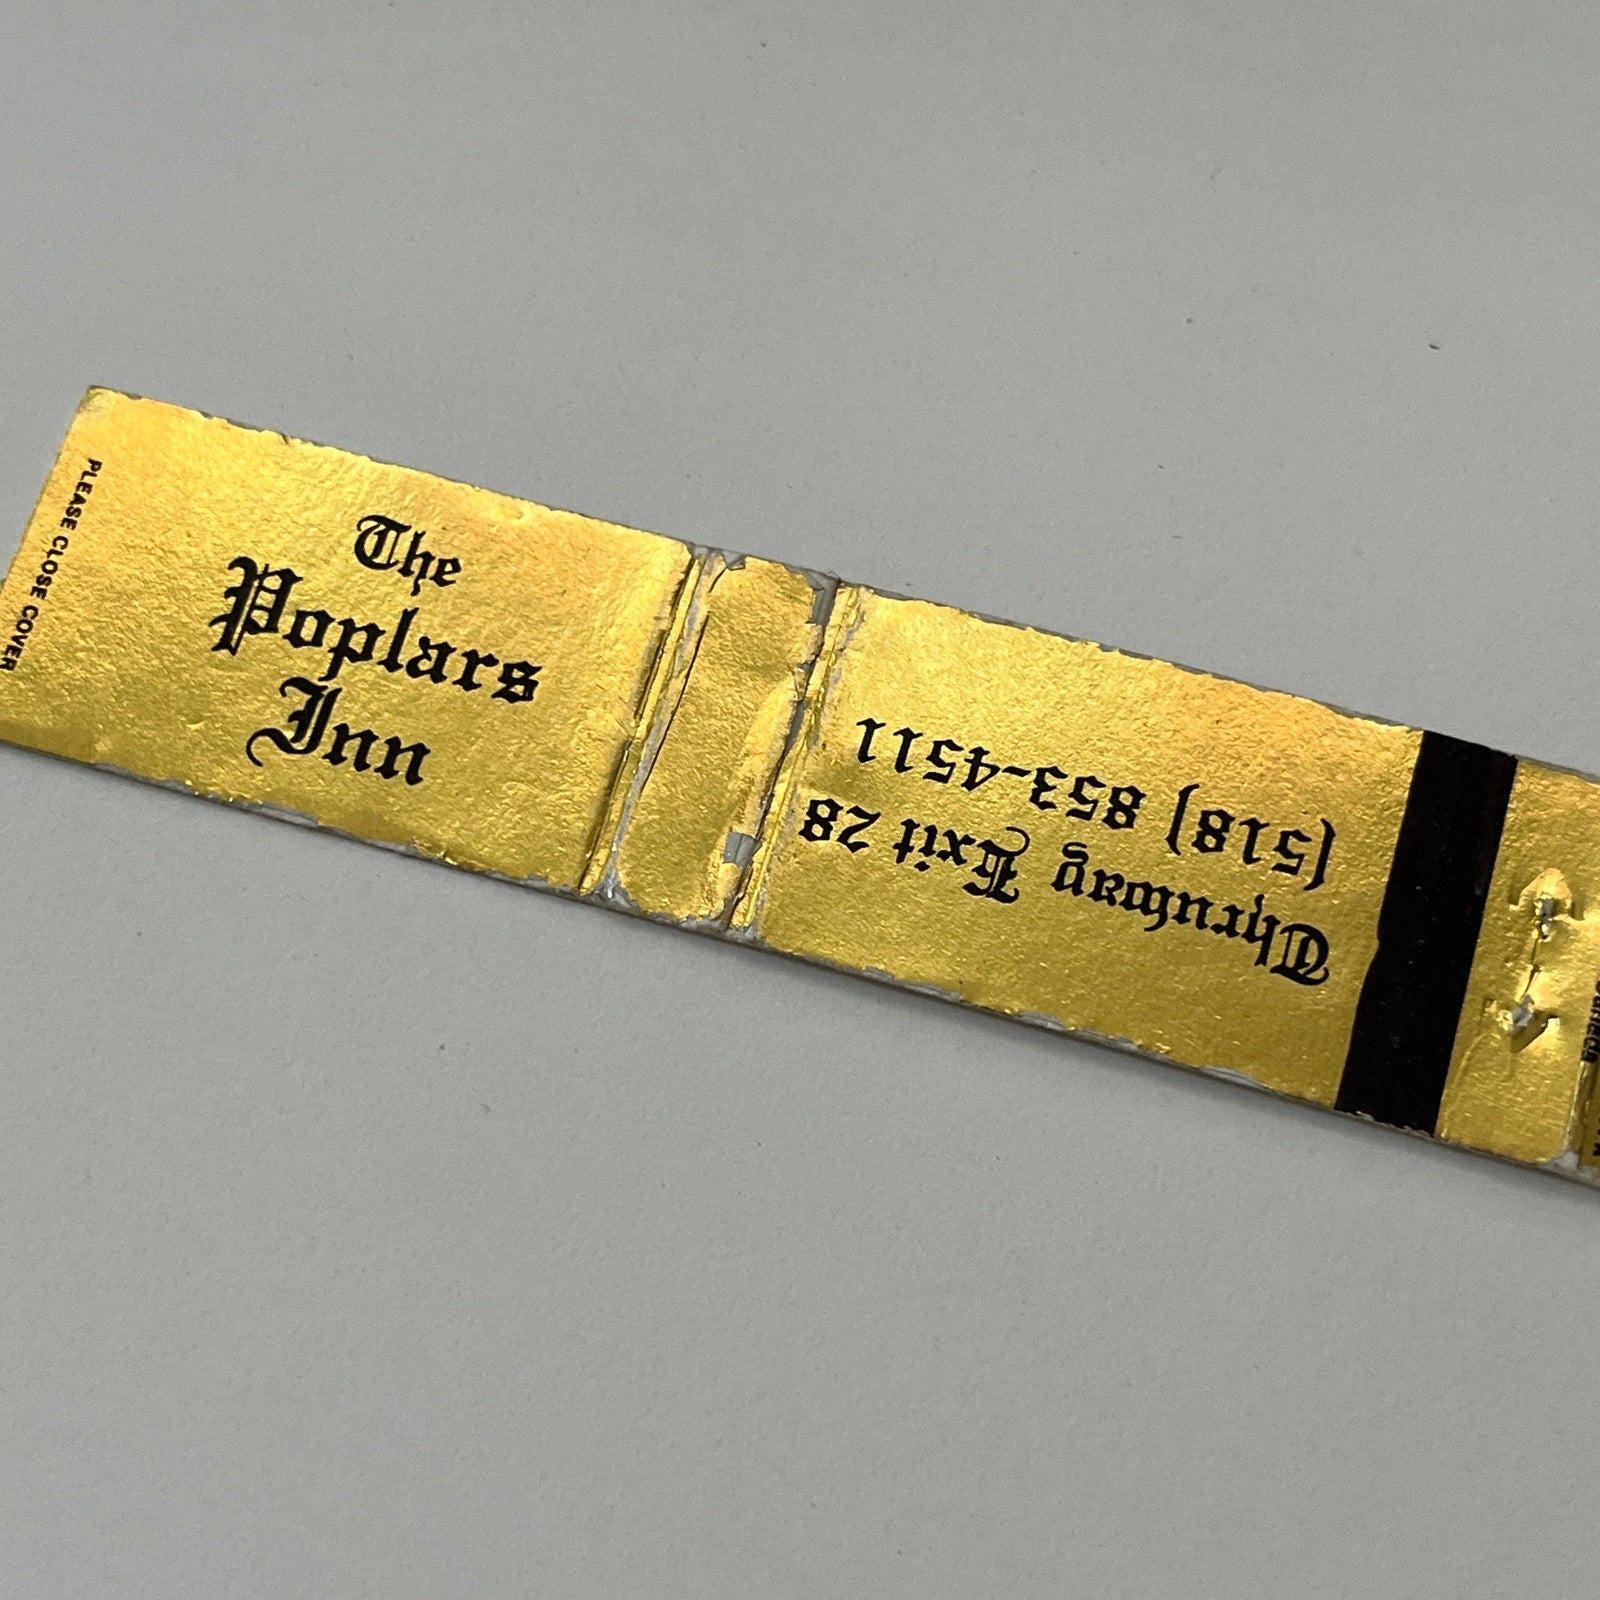 PLEASE CLOSE COVER
The
Poplars
Inn
Thruway Exit 28
(518) 853-4511